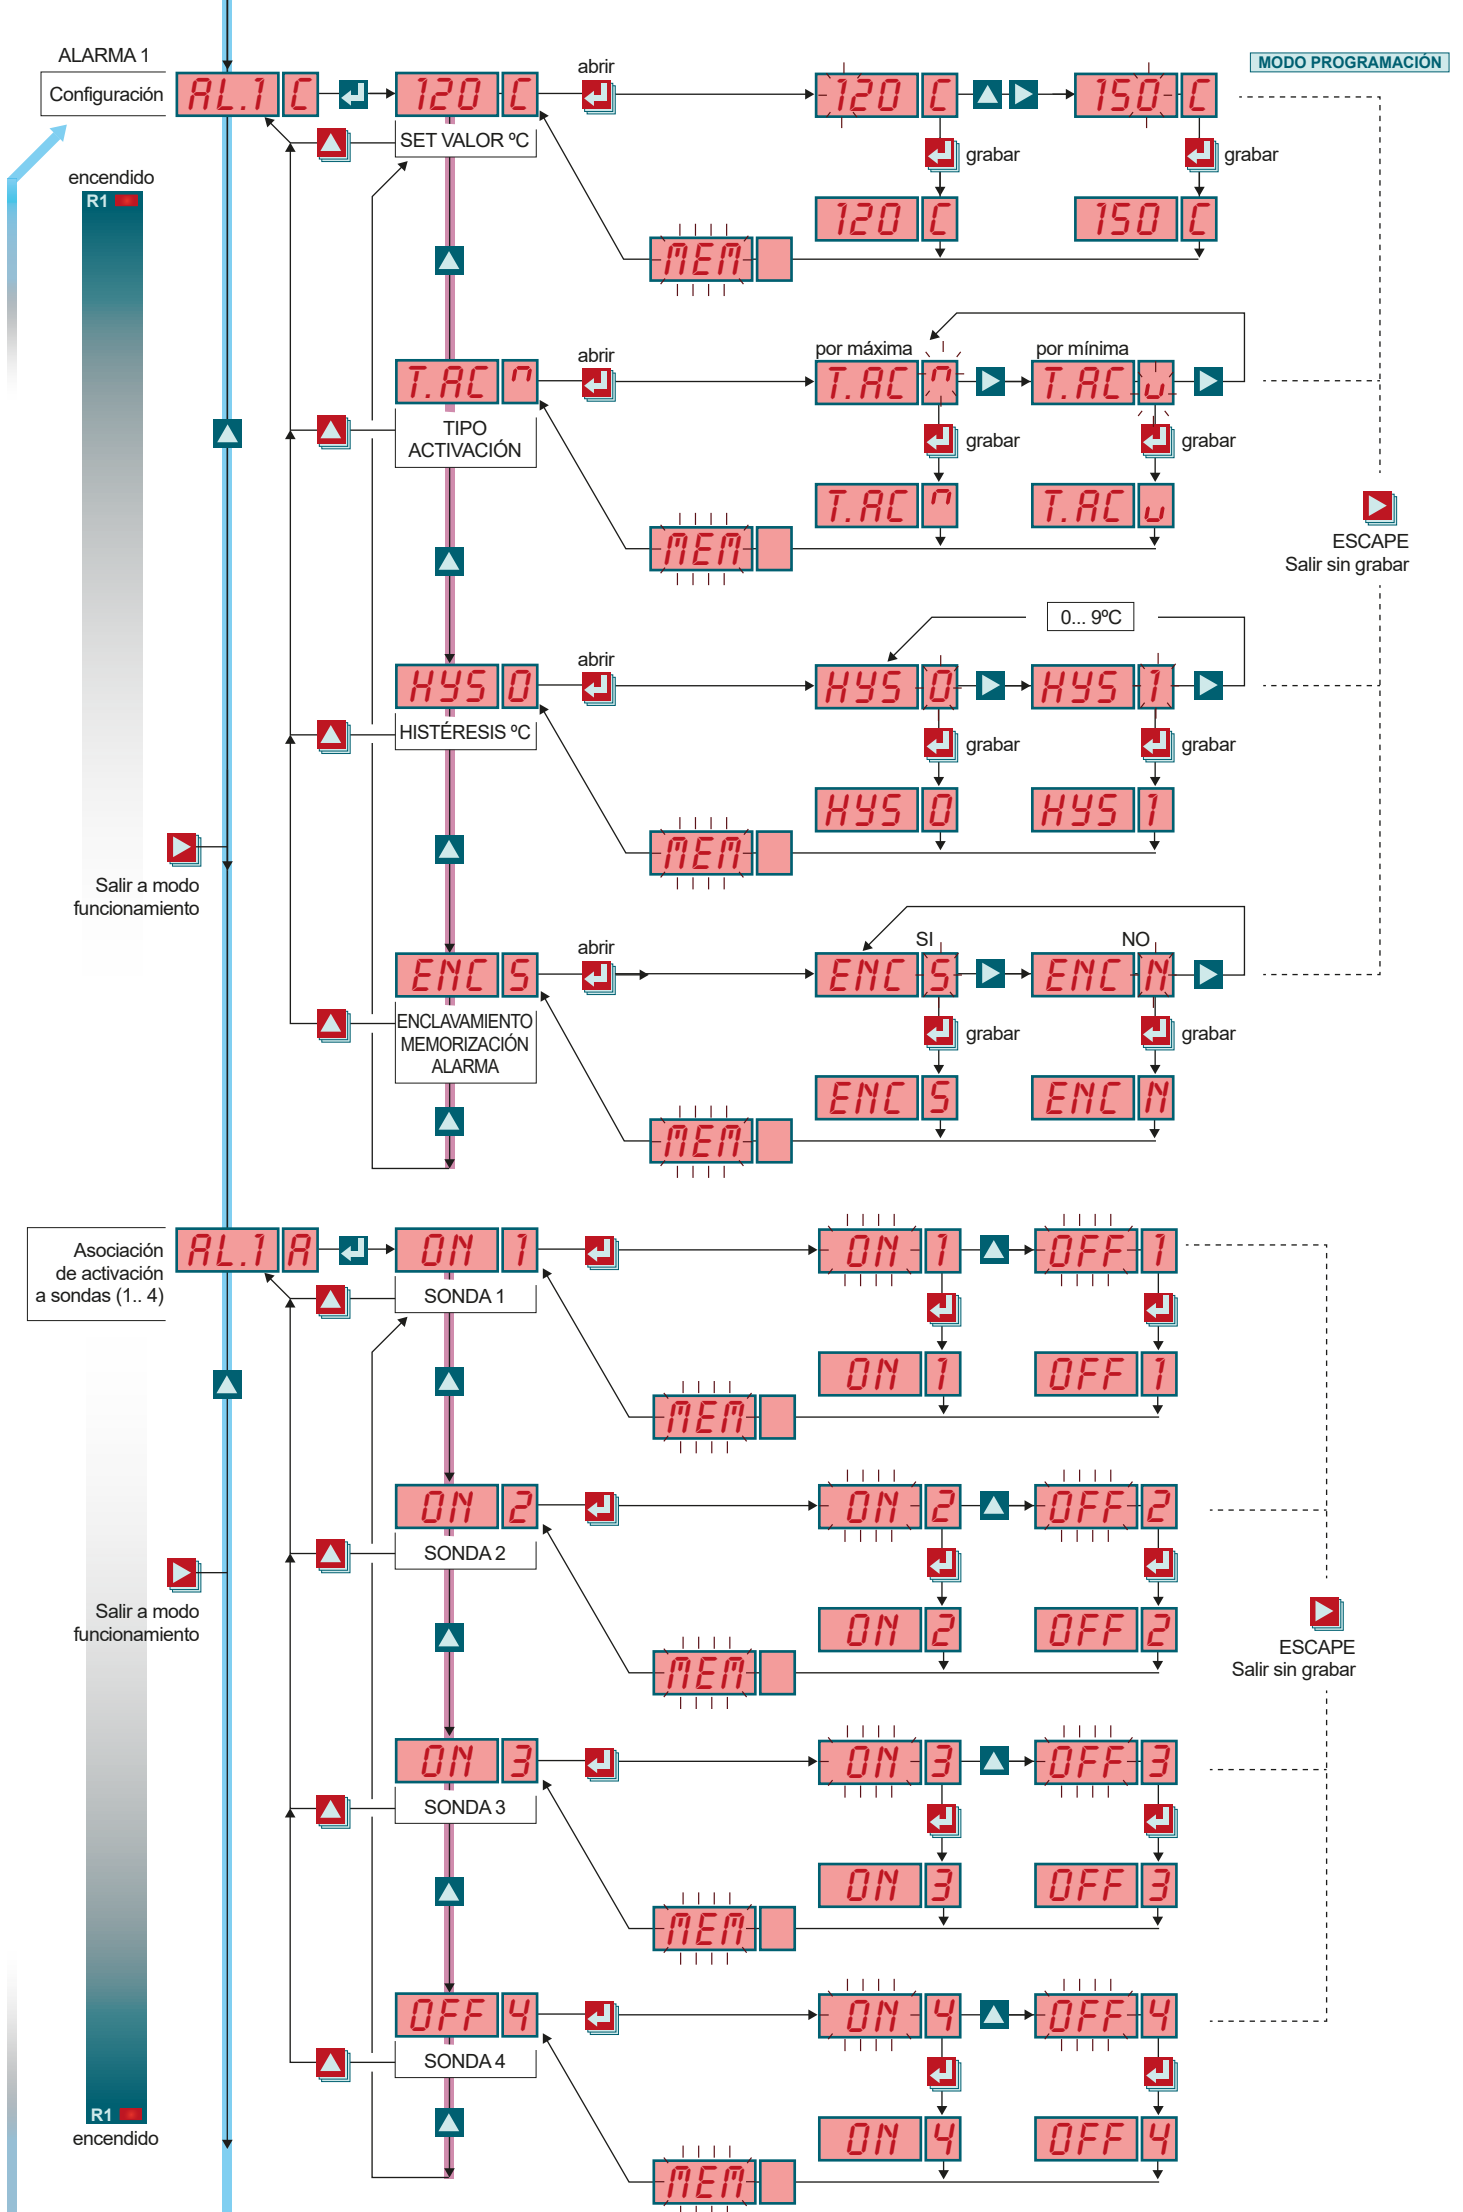 ALARMA 1
abrir
MODO PROGRAMACIÓN
Configuración
AL.1 C
120 C
120 C
150 C
SET VALOR ºC
grabar
grabar
encendido
R1
120 C
150 C
MEM
abrir
por máxima
por mínima
T.AC ᴖ
T.AC ᴖ
T.AC u
TIPO
ACTIVACIÓN
grabar
grabar
T.AC ᴖ
T.AC u
MEM
ESCAPE
Salir sin grabar
0... 9ºC
abrir
HYS 0
HYS 0
HYS 1
HISTÉRESIS ºC
grabar
grabar
HYS 0
HYS 1
MEM
Salir a modo
funcionamiento
abrir
SI
NO
ENC S
ENC S
ENC N
ENCLAVAMIENTO
MEMORIZACIÓN
ALARMA
grabar
grabar
ENC S
ENC N
MEM
Asociación
de activación
a sondas (1.. 4)
AL.1 A
ON 1
ON 1
OFF 1
SONDA 1
ON 1
OFF 1
MEM
ON 2
ON 2
OFF 2
SONDA 2
Salir a modo
funcionamiento
ON 2
OFF 2
MEM
ESCAPE
Salir sin grabar
ON 3
ON 3
OFF 3
SONDA 3
ON 3
OFF 3
MEM
OFF 4
ON 4
OFF 4
SONDA 4
R1
encendido
ON 4
OFF 4
MEM